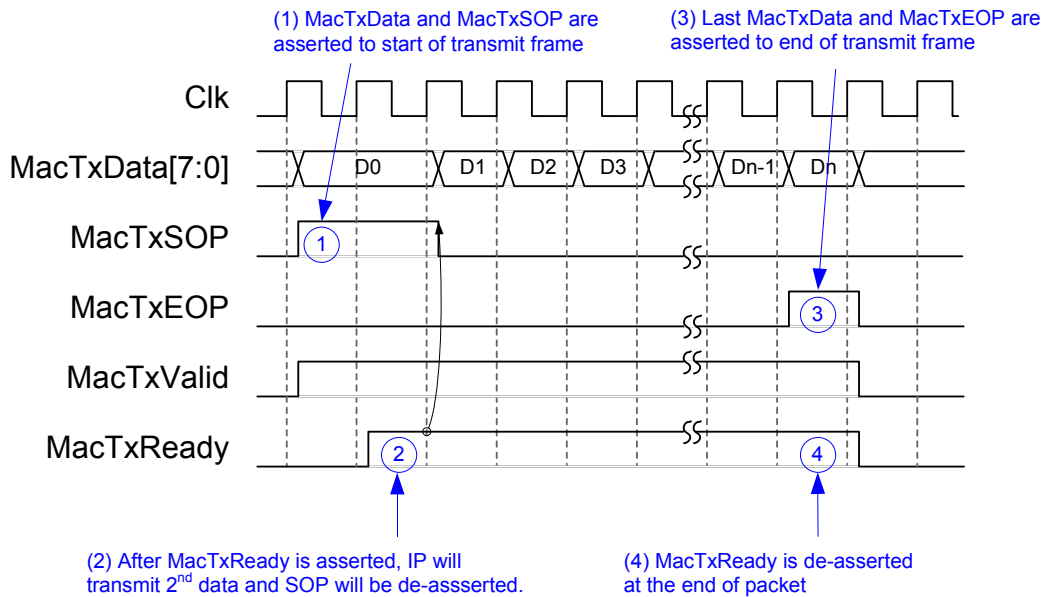 (1) MacTxData and MacTxSOP are
asserted to start of transmit frame
(3) Last MacTxData and MacTxEOP are
asserted to end of transmit frame
Clk
MacTxData[7:0]
D0
D1
D2
D3
Dn-1
Dn
MacTxSOP
1
MacTxEOP
3
MacTxValid
MacTxReady
2
4
(2) After MacTxReady is asserted, IP will
transmit 2nd data and SOP will be de-assserted.
(4) MacTxReady is de-asserted
at the end of packet